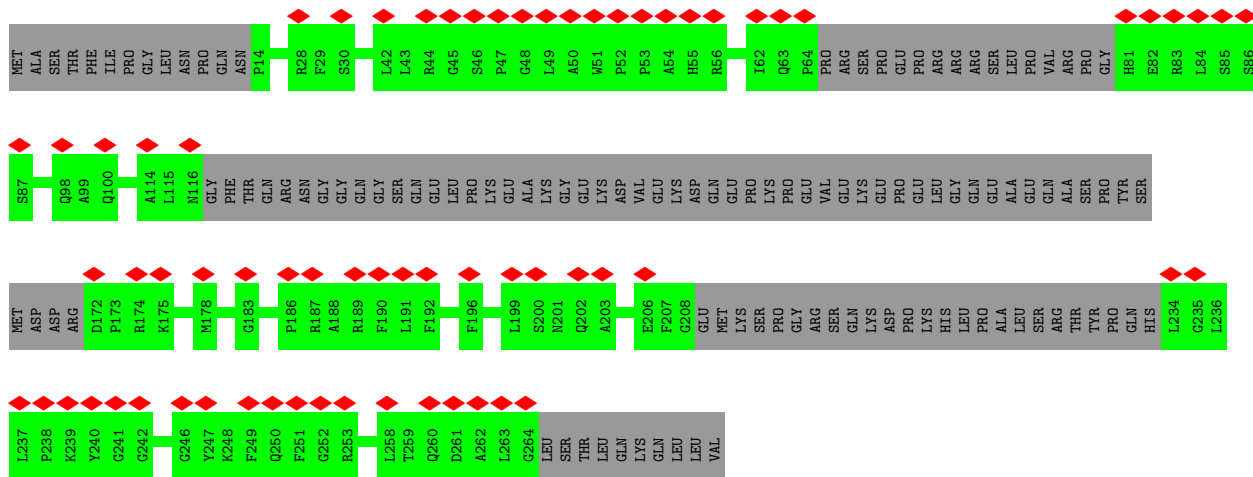 MET ALA SER THR PHE ILE PRO GLY LEU ASN PRO GLN ASN P14 R28 F29 S30 L42 L43 R44 G45 S46 P47 G48 L49 A50 W51 P52 P53 A54 H55 R56 I62 Q63 P64 PRO ARG SER PRO GLU PRO ARG ARG ARG SER LEU PRO VAL ARG PRO GLY H81 E82 R83 L84 S85 S86
S87 Q98 A99 Q100 A114 L115 N116 GLY PHE THR GLN ARG ASN GLY GLY GLN GLY SER GLN GLU LEU PRO LYS GLU ALA LYS GLY GLU LYS ASP VAL GLU LYS ASP GLN GLU PRO LYS PRO GLU VAL GLU LYS GLU PRO GLU LEU GLY GLN GLU ALA GLU GLN ALA SER PRO TYR SER
MET ASP ASP ARG D172 P173 R174 K175 M178 G183 P186 R187 A188 R189 F190 L191 F192 F196 L199 S200 N201 Q202 A203 E206 F207 G208 GLU MET LYS SER PRO GLY ARG SER GLN LYS ASP PRO LYS HIS LEU PRO ALA LEU SER ARG THR TYR PRO GLN HIS L234 G235 L236
L237 P238 K239 Y240 G241 G242 G246 Y247 K248 F249 Q250 F251 G252 R253 L258 T259 Q260 D261 A262 L263 G264 LEU SER THR LEU GLN LYS GLN LEU LEU VAL